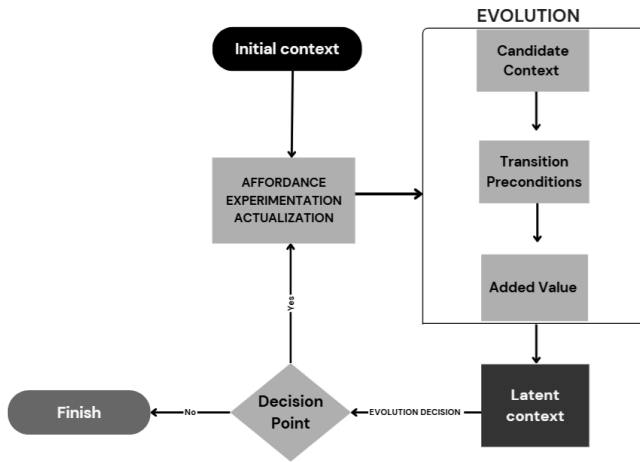 EVOLUTION
Initial context
Candidate
Context
AFFORDANCE
EXPERIMENTATION
ACTUALIZATION
Transition
Preconditions
Added Value
Yes
Latent
context
EVOLUTION DECISION
Decision
Point
No
Finish